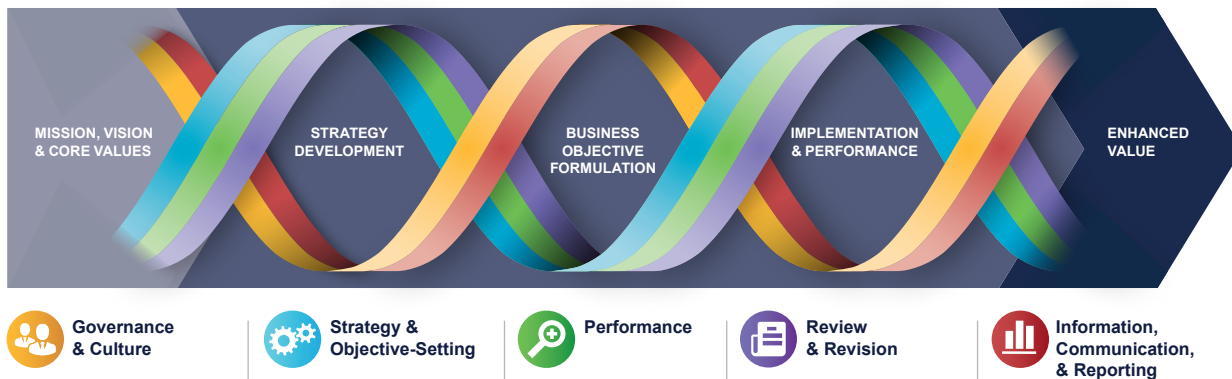 MISSION, VISION
& CORE VALUES
STRATEGY
DEVELOPMENT
BUSINESS
OBJECTIVE
FORMULATION
IMPLEMENTATION
& PERFORMANCE
ENHANCED
VALUE
Governance
& Culture
Strategy &
Objective-Setting
Performance
Review
& Revision
Information,
Communication,
& Reporting